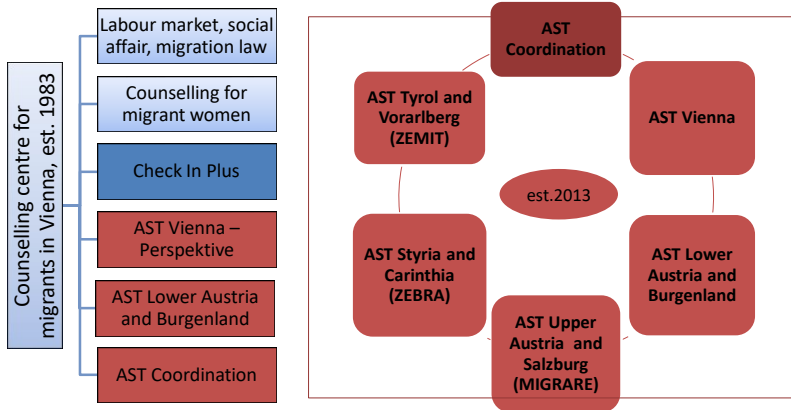 Counselling centre for
migrants in Vienna, est. 1983
Labour market, social
affair, migration law
Counselling for
migrant women
Check In Plus
AST Vienna –
Perspektive
AST Lower Austria
and Burgenland
AST Coordination
AST
Coordination
AST Vienna
AST Lower
Austria and
Burgenland
AST Upper
Austria and
Salzburg
(MIGRARE)
AST Styria and
Carinthia
(ZEBRA)
AST Tyrol and
Vorarlberg
(ZEMIT)
est.2013